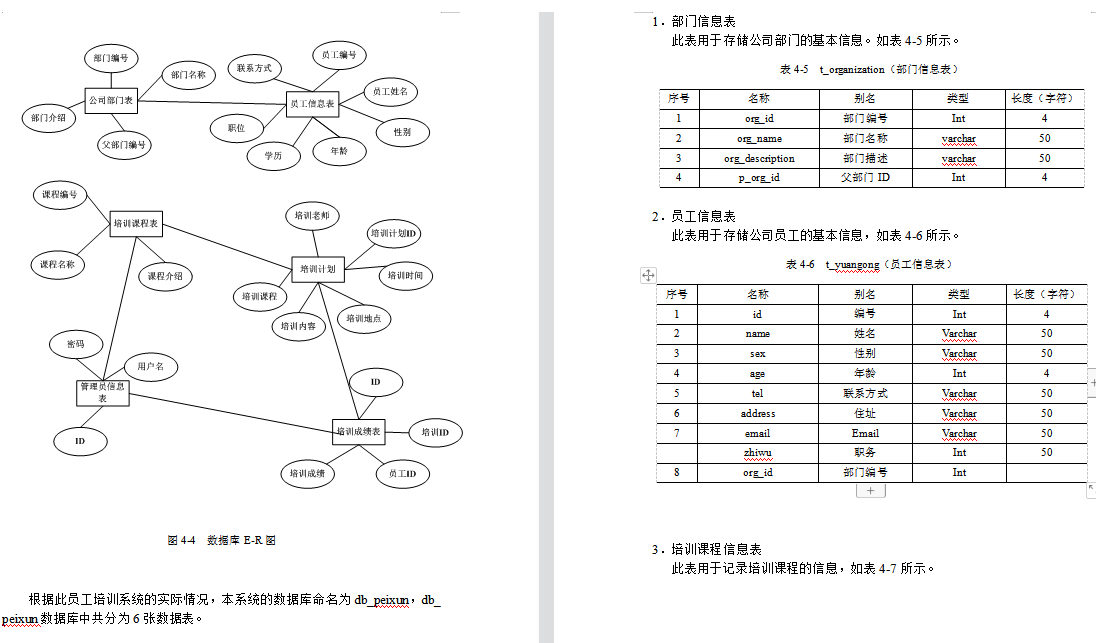 部门编号
部门名称
公司部门表
部门介绍
父部门编号
联系方式
员工编号
员工姓名
员工信息表
职位
性别
学历
年龄
课程编号
培训课程表
课程名称
课程介绍
培训老师
培训计划ID
培训计划
培训时间
培训课程
培训内容
培训地点
密码
用户名
管理员信息
表
ID
ID
培训成绩表
培训ID
培训成绩
员工ID
图 4-4 数据库 E-R 图
根据此员工培训系统的实际情况，本系统的数据库命名为 db_peixun，db_
peixun 数据库中共分为 6 张数据表。
1．部门信息表
此表用于存储公司部门的基本信息。如表 4-5 所示。
表 4-5 t_organization（部门信息表）
序号 名称 别名 类型 长度（字符）
1 org_id 部门编号 Int 4
2 org_name 部门名称 varchar 50
3 org_description 部门描述 varchar 50
4 p_org_id 父部门 ID Int 4
2．员工信息表
此表用于存储公司员工的基本信息，如表 4-6 所示。
表 4-6 t_yuangong（员工信息表）
序号 名称 别名 类型 长度（字符）
1 id 编号 Int 4
2 name 姓名 Varchar 50
3 sex 性别 Varchar 50
4 age 年龄 Int 4
5 tel 联系方式 Varchar 50
6 address 住址 Varchar 50
7 email Email Varchar 50
zhiwu 职务 Int 50
8 org_id 部门编号 Int
3．培训课程信息表
此表用于记录培训课程的信息，如表 4-7 所示。